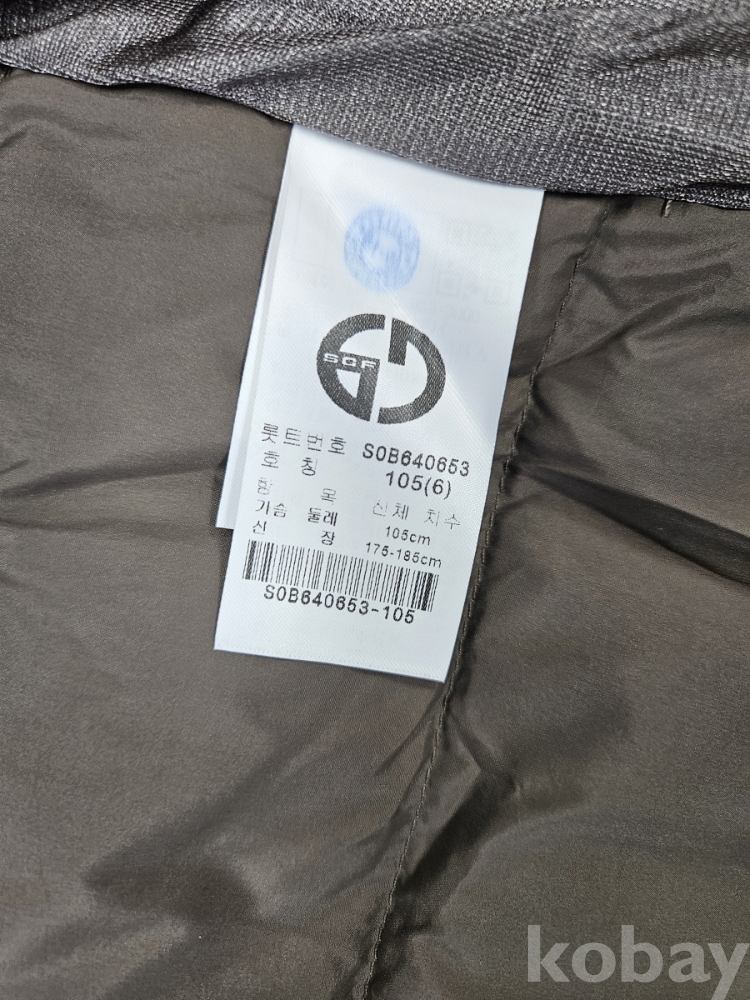 SGF
롯트번호 S0B640653
호 칭 105(6)
항 목 신체 치수
가슴 둘레 105cm
신 장 175-185cm
S0B640653-105
kobay